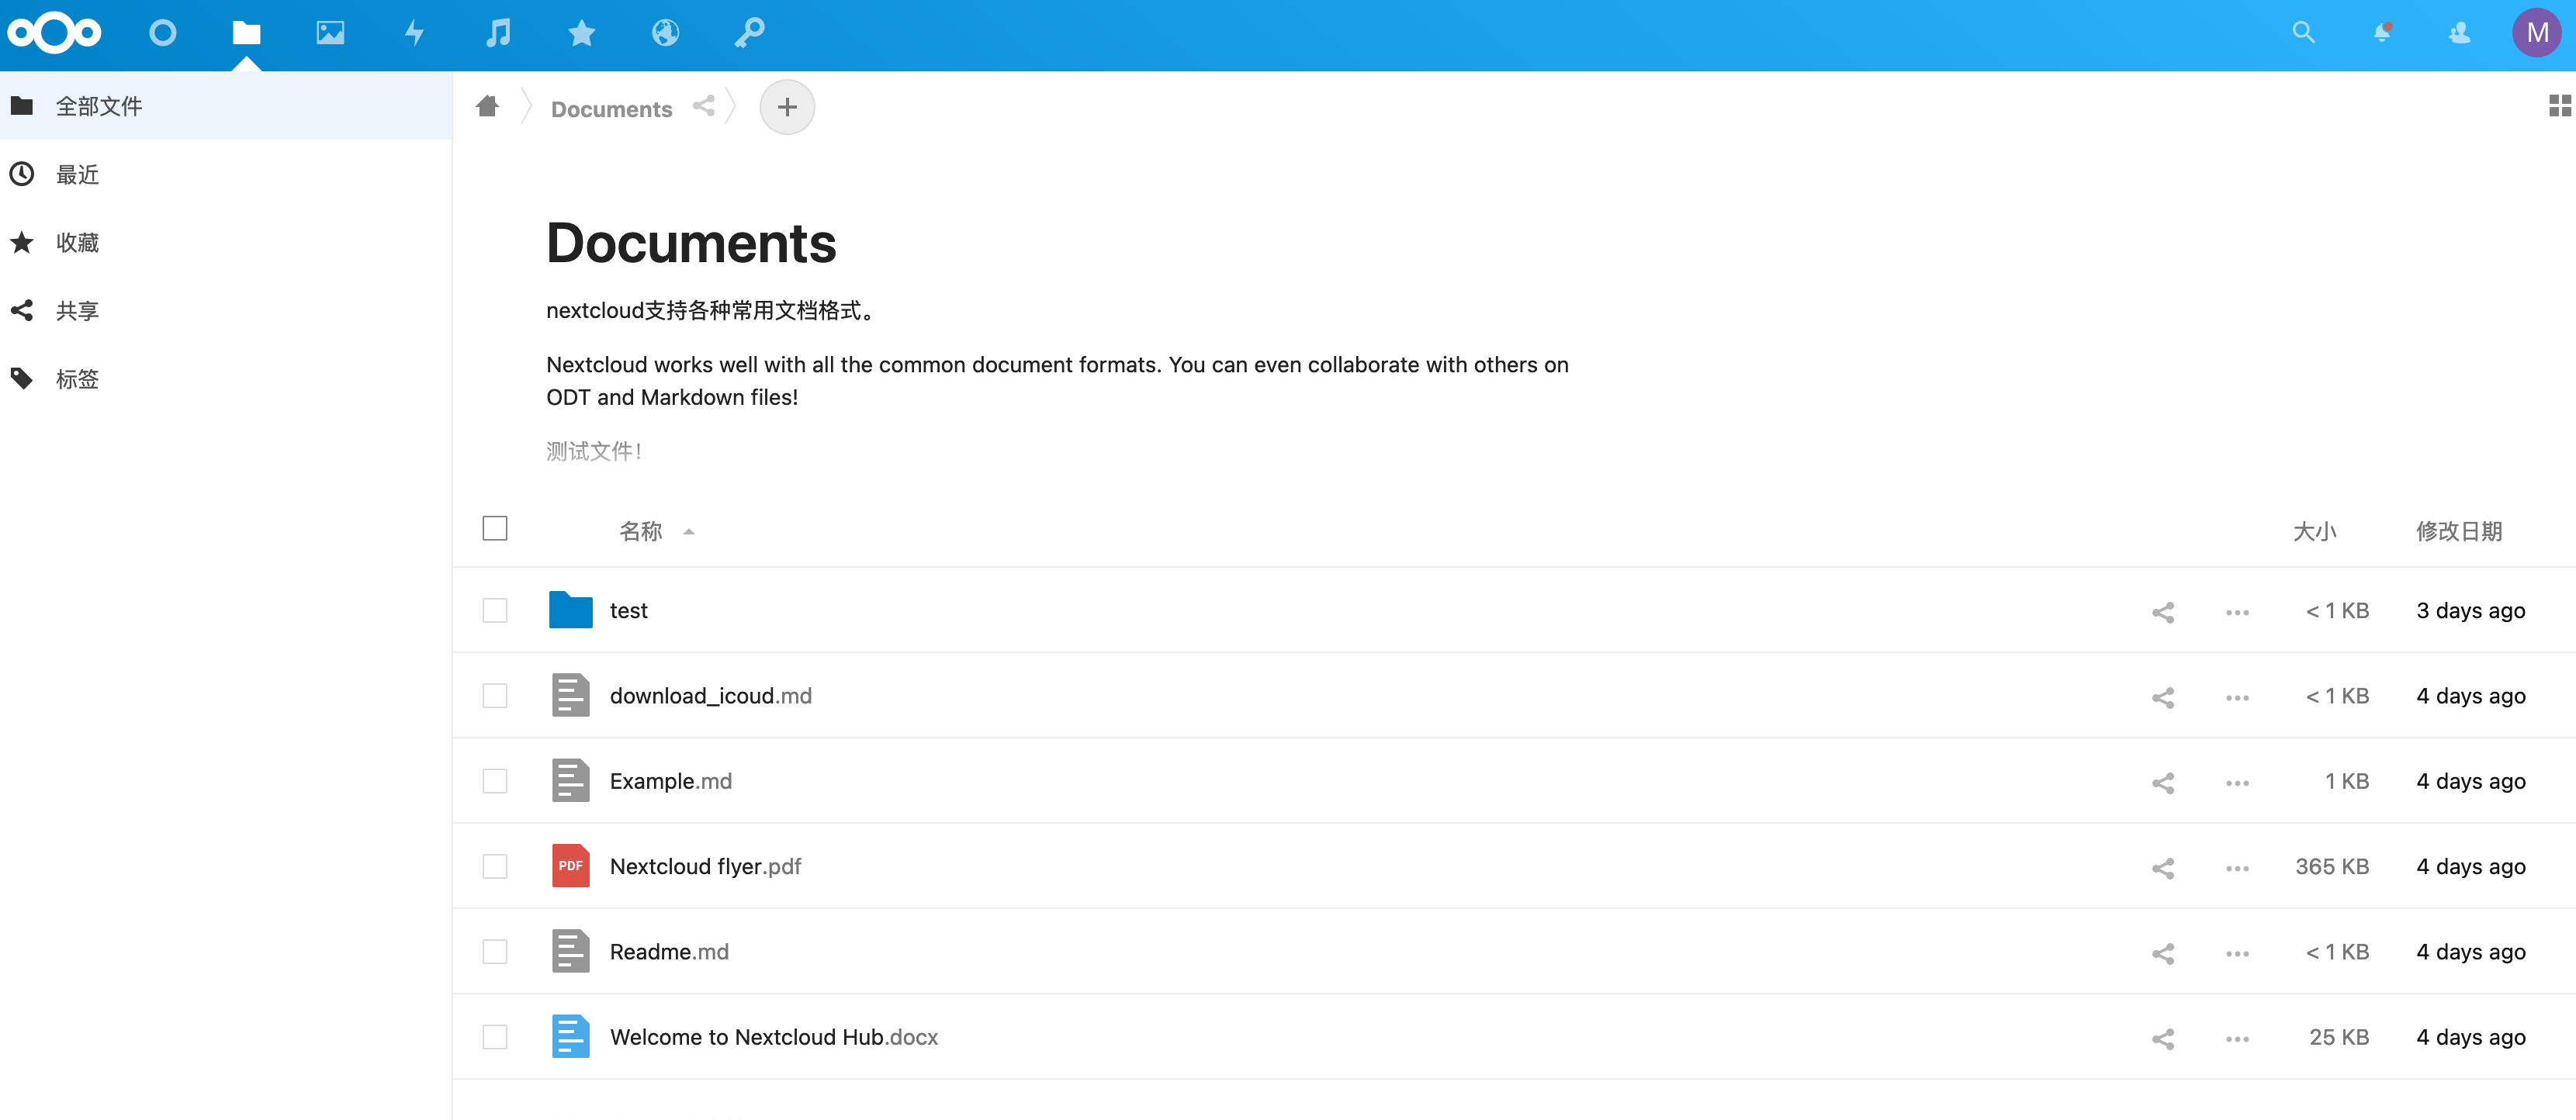 M
全部文件
最近
收藏
共享
标签
Documents
Documents
nextcloud支持各种常用文档格式。
Nextcloud works well with all the common document formats. You can even collaborate with others on
ODT and Markdown files!
测试文件！
名称 大小 修改日期
test < 1 KB 3 days ago
download_icoud.md < 1 KB 4 days ago
Example.md 1 KB 4 days ago
PDF Nextcloud flyer.pdf 365 KB 4 days ago
Readme.md < 1 KB 4 days ago
Welcome to Nextcloud Hub.docx 25 KB 4 days ago